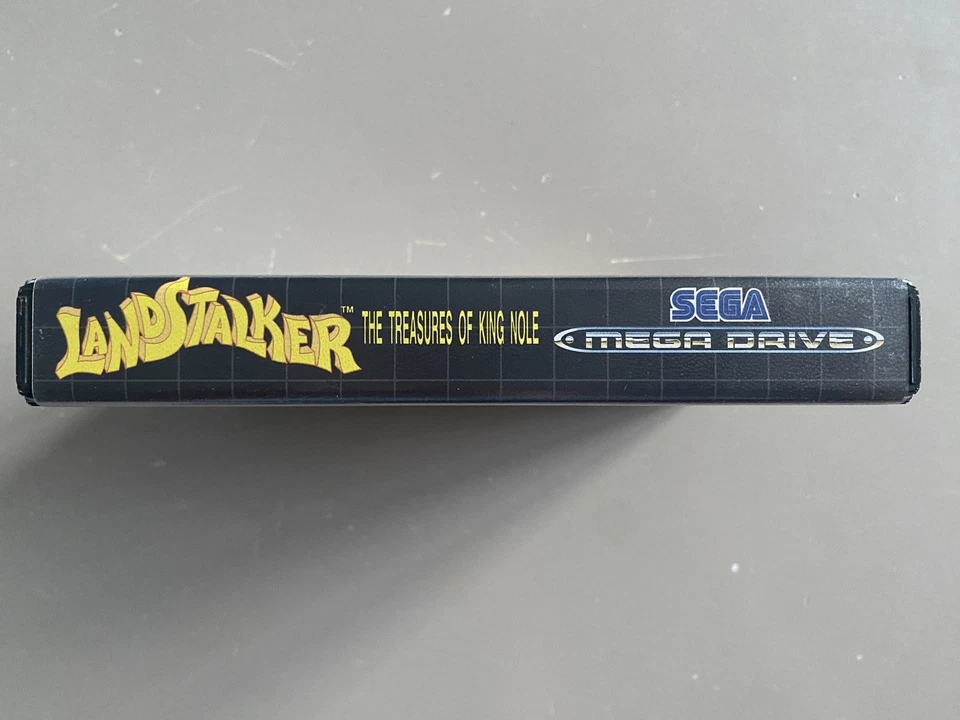 LANDSTALKER™ THE TREASURES OF KING NOLE
SEGA
MEGA DRIVE